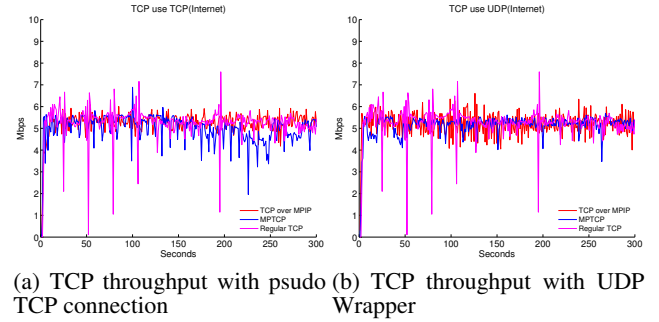 TCP use TCP(Internet)
10
9
8
7
6
5
4
3
2
1
0
Mbps
0 50 100 150 200 250 300
Seconds
TCP over MPIP
MPTCP
Regular TCP
(a) TCP throughput with psudo
TCP connection
TCP use UDP(Internet)
10
9
8
7
6
5
4
3
2
1
0
Mbps
0 50 100 150 200 250 300
Seconds
TCP over MPIP
MPTCP
Regular TCP
(b) TCP throughput with UDP
Wrapper